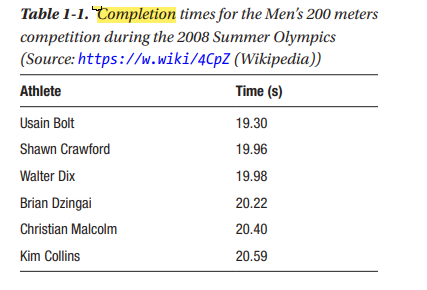 Table 1-1. Completion times for the Men's 200 meters
competition during the 2008 Summer Olympics
(Source: https://w.wiki/4CpZ (Wikipedia))
Athlete Time (s)
Usain Bolt 19.30
Shawn Crawford 19.96
Walter Dix 19.98
Brian Dzingai 20.22
Christian Malcolm 20.40
Kim Collins 20.59